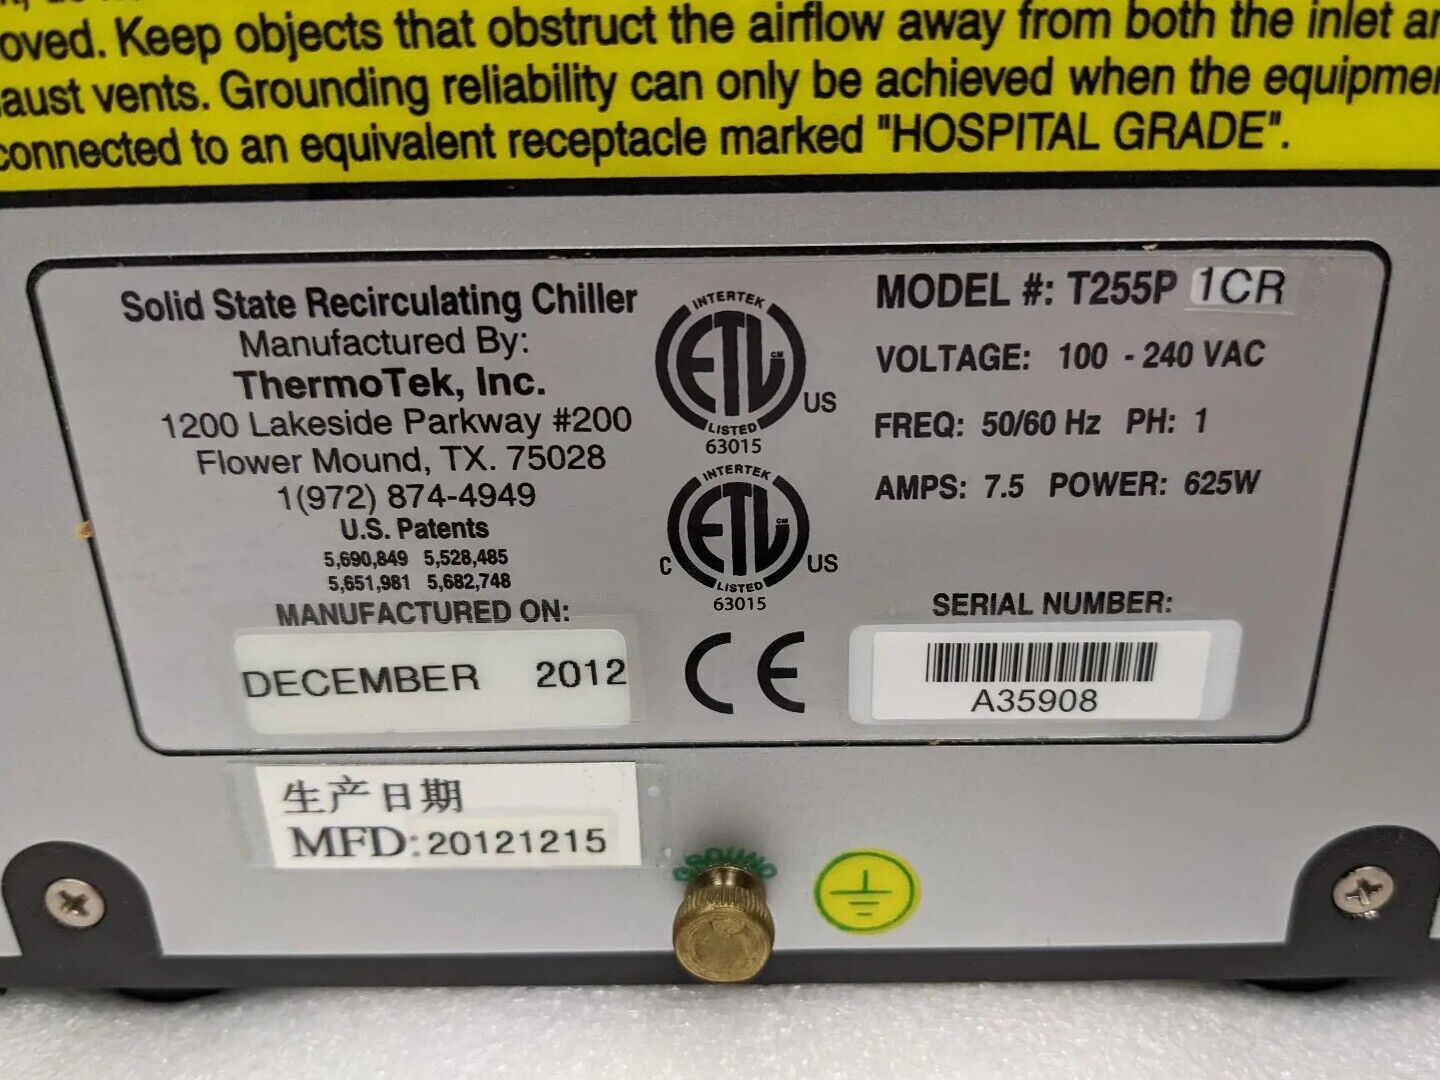 oved. Keep objects that obstruct the airflow away from both the inlet
aust vents. Grounding reliability can only be achieved when the equipmen
connected to an equivalent receptacle marked "HOSPITAL GRADE".
Solid State Recirculating Chiller
Manufactured By:
ThermoTek, Inc.
1200 Lakeside Parkway #200
Flower Mound, TX. 75028
1(972) 874-4949
U.S. Patents
5,690,849 5,528,485
5,651,981 5,682,748
MANUFACTURED ON:
DECEMBER 2012
INTERTEK
ETL CM
US
LISTED
63015
INTERTEK
ETL CM
C US
LISTED
63015
CE
MODEL #: T255P 1CR
VOLTAGE: 100 - 240 VAC
FREQ: 50/60 Hz PH: 1
AMPS: 7.5 POWER: 625W
SERIAL NUMBER:
A35908
生产日期
MFD:20121215
GROUND